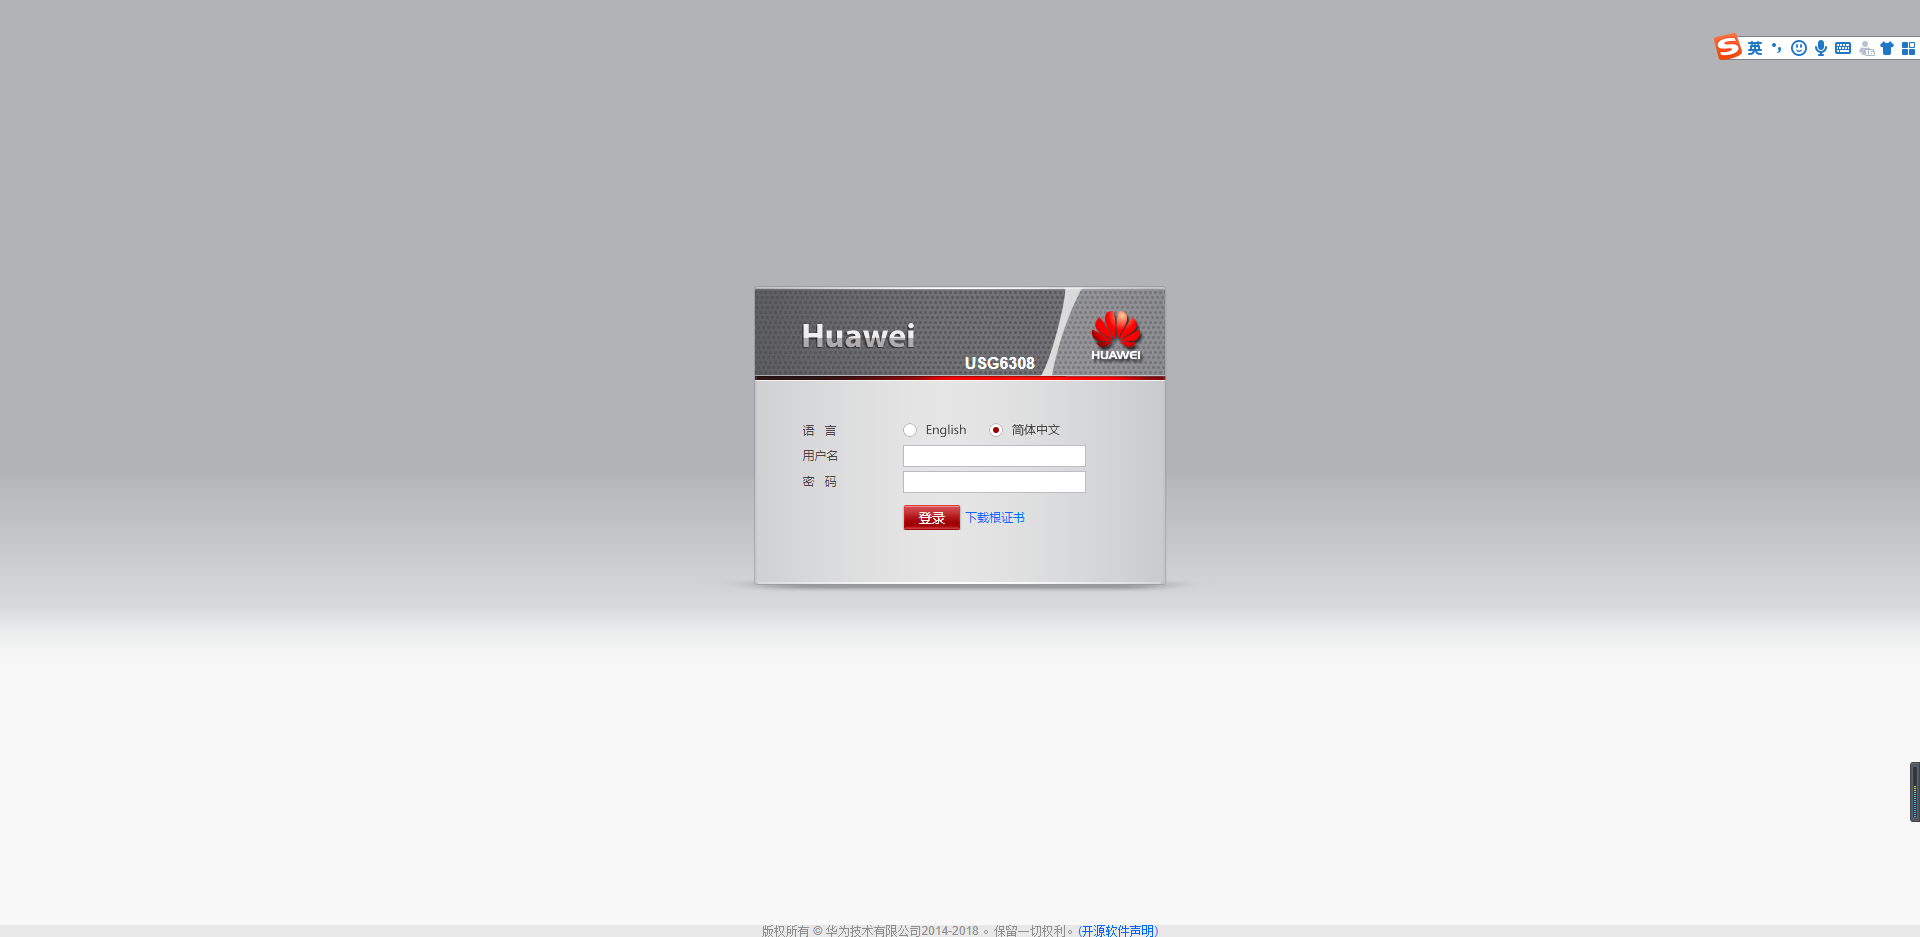 英
Huawei
USG6308
HUAWEI
语 言 English 简体中文
用户名
密 码
登录 下载根证书
版权所有 © 华为技术有限公司2014-2018 。保留一切权利。(开源软件声明)